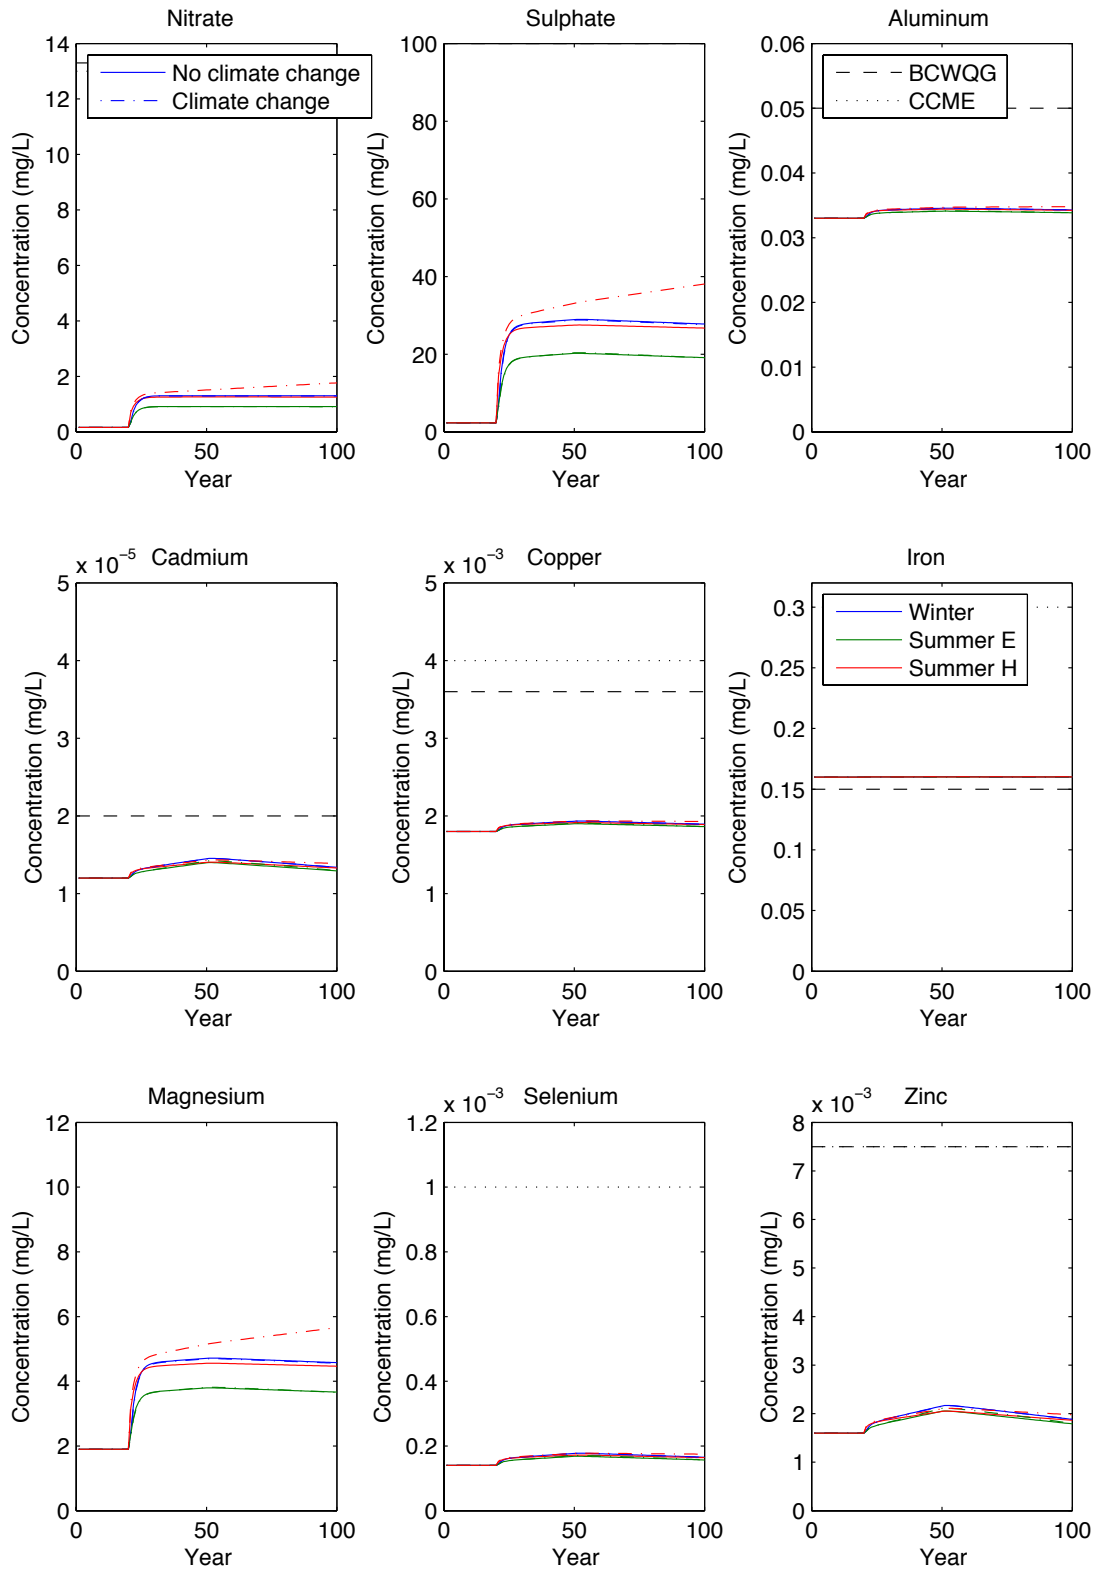 Nitrate
14
12
10
8
6
4
2
0
0
50
100
Year
Concentration (mg/L)
No climate change
Climate change
Sulphate
100
80
60
40
20
0
0
50
100
Year
Concentration (mg/L)
Aluminum
0.06
0.05
0.04
0.03
0.02
0.01
0
0
50
100
Year
Concentration (mg/L)
BCWQG
CCME
x 10⁻⁵ Cadmium
5
4
3
2
1
0
0
50
100
Year
Concentration (mg/L)
x 10⁻³ Copper
5
4
3
2
1
0
0
50
100
Year
Concentration (mg/L)
Iron
0.3
0.25
0.2
0.15
0.1
0.05
0
0
50
100
Year
Concentration (mg/L)
Winter
Summer E
Summer H
Magnesium
12
10
8
6
4
2
0
0
50
100
Year
Concentration (mg/L)
x 10⁻³ Selenium
1.2
1
0.8
0.6
0.4
0.2
0
0
50
100
Year
Concentration (mg/L)
x 10⁻³ Zinc
8
7
6
5
4
3
2
1
0
0
50
100
Year
Concentration (mg/L)